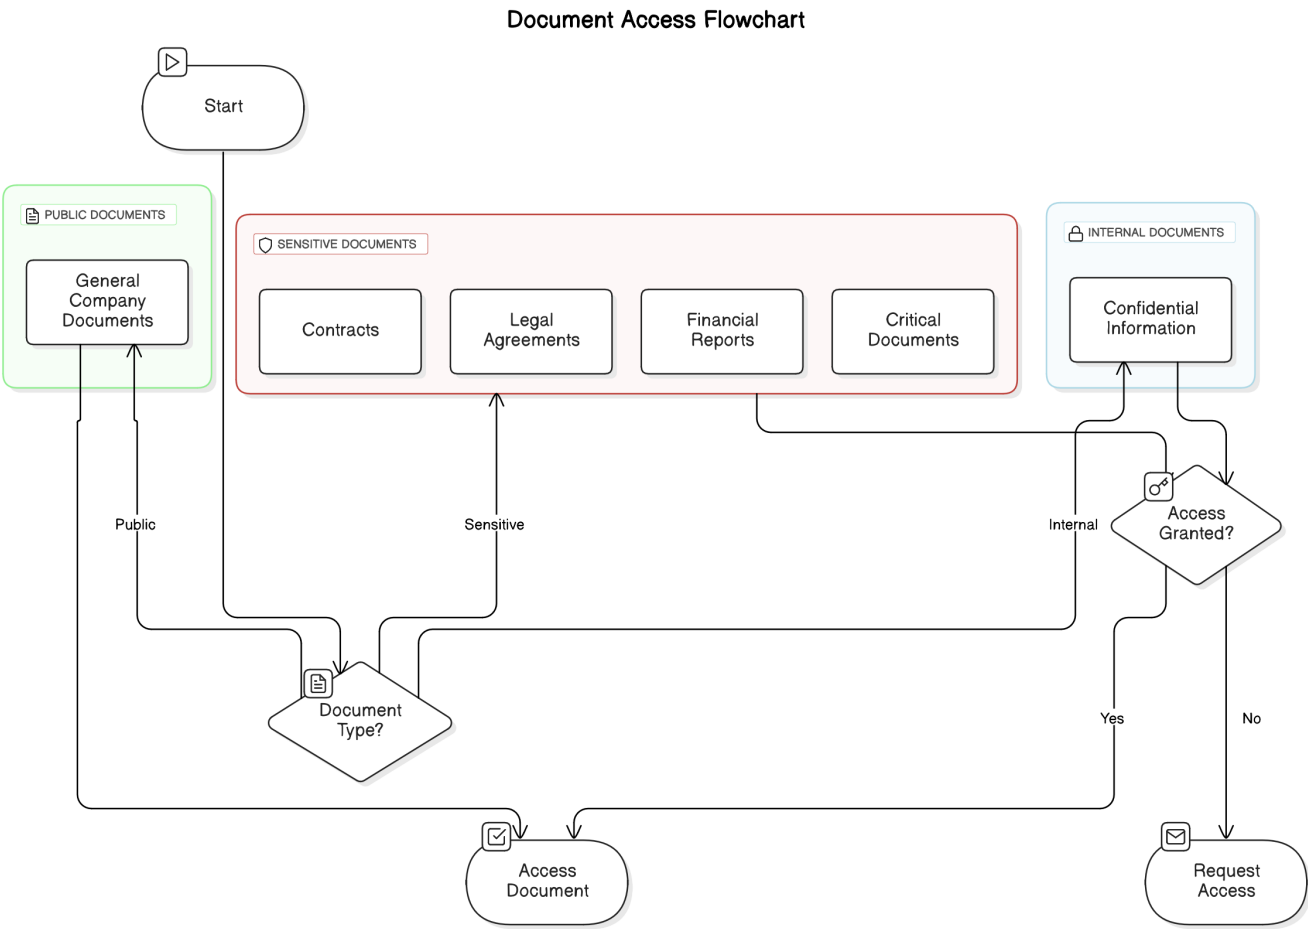 Document Access Flowchart
Start
PUBLIC DOCUMENTS
General
Company
Documents
SENSITIVE DOCUMENTS
Contracts
Legal
Agreements
Financial
Reports
Critical
Documents
INTERNAL DOCUMENTS
Confidential
Information
Public
Sensitive
Internal
Access
Granted?
Document
Type?
Yes
No
Access
Document
Request
Access